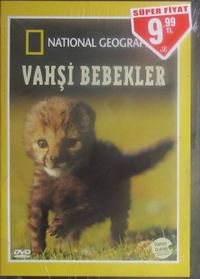 SÜPER FİYAT
9.99
TL
NATIONAL GEOGRAP
VAHŞİ BEBEKLER
DVD